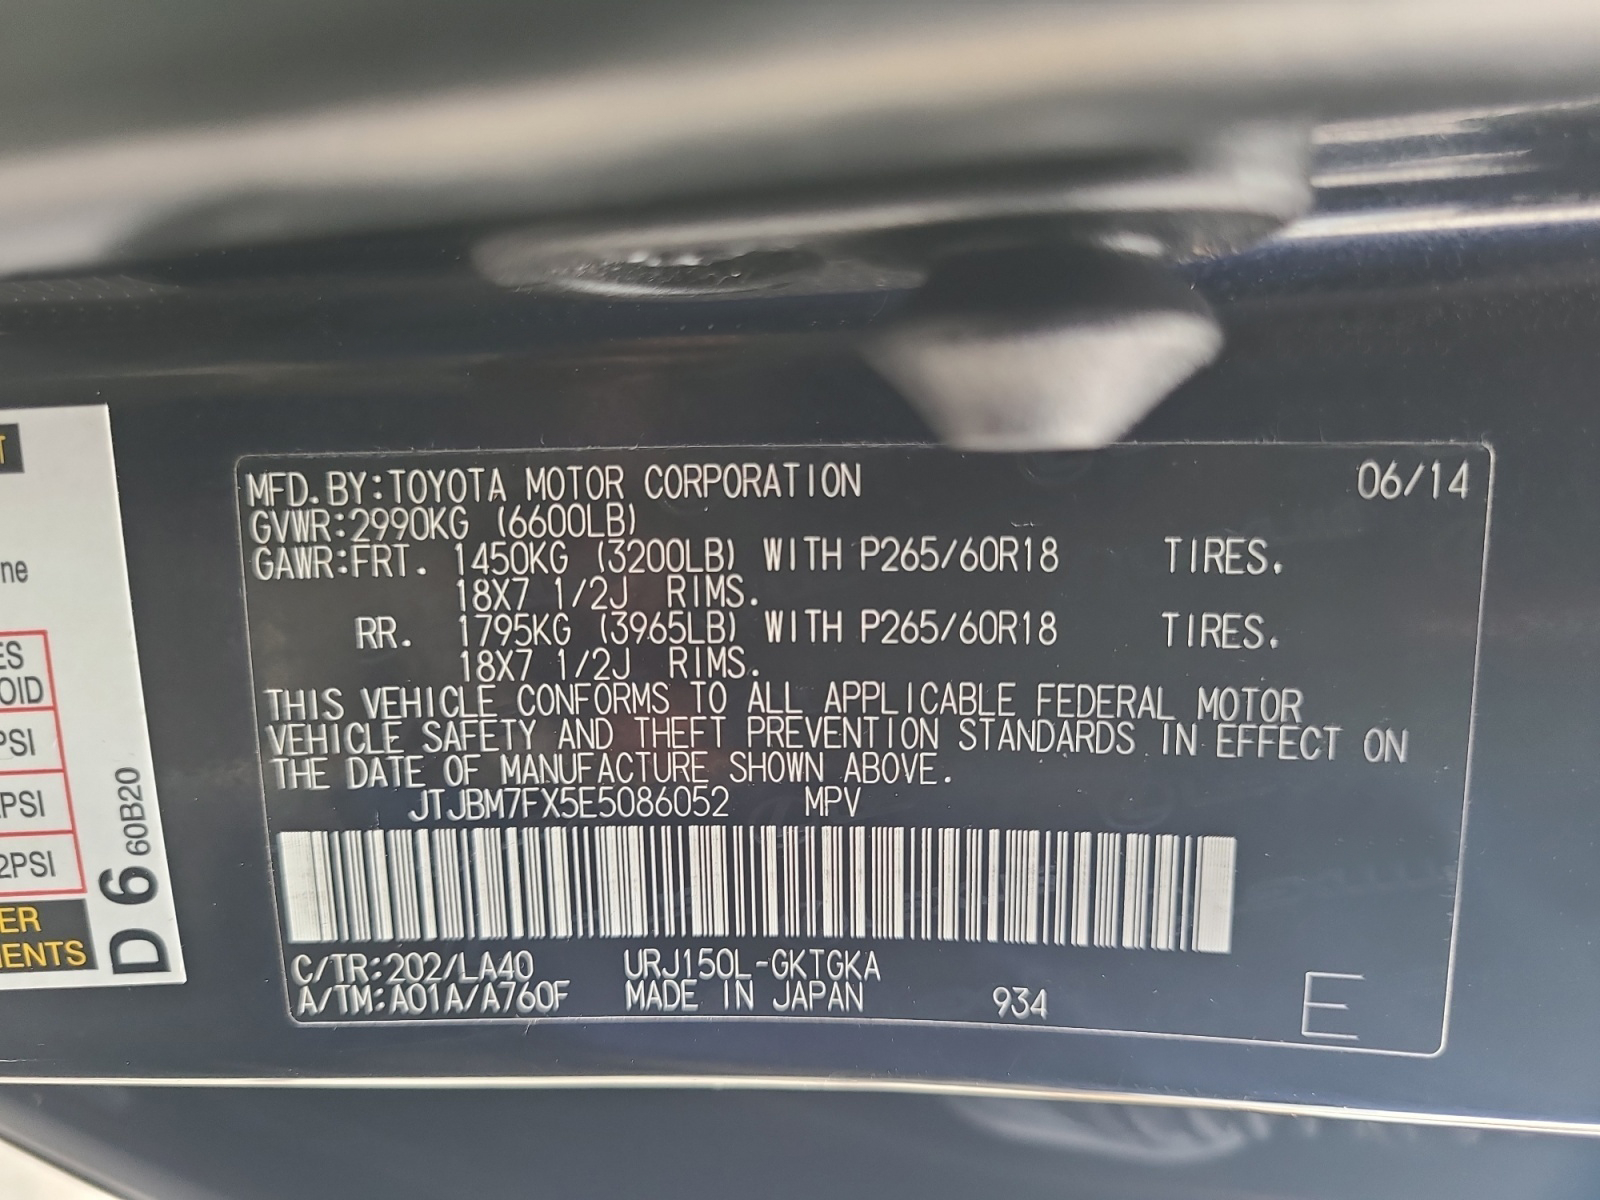 MFD. BY:TOYOTA MOTOR CORPORATION 06/14
GVWR:2990KG (6600LB)
GAWR:FRT. 1450KG (3200LB) WITH P265/60R18 TIRES.
18X7 1/2J RIMS.
RR. 1795KG (3965LB) WITH P265/60R18 TIRES.
18X7 1/2J RIMS.
THIS VEHICLE CONFORMS TO ALL APPLICABLE FEDERAL MOTOR
VEHICLE SAFETY AND THEFT PREVENTION STANDARDS IN EFFECT ON
THE DATE OF MANUFACTURE SHOWN ABOVE.
JTJBM7FX5E5086052 MPV
C/TR:202/LA40 URJ150L-GKTGKA
A/TM:A01A/A760F MADE IN JAPAN 934 E
T
ne
ES
OID
PSI
PSI
2PSI
ER
MENTS
D 6 60B20